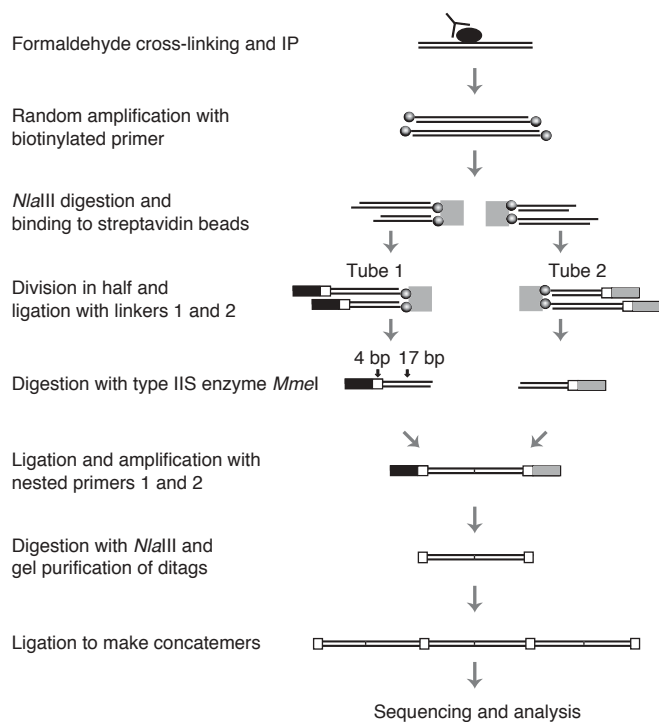 Formaldehyde cross-linking and IP
Random amplification with
biotinylated primer
NlaIII digestion and
binding to streptavidin beads
Tube 1
Tube 2
Division in half and
ligation with linkers 1 and 2
4 bp 17 bp
Digestion with type IIS enzyme MmeI
Ligation and amplification with
nested primers 1 and 2
Digestion with NlaIII and
gel purification of ditags
Ligation to make concatemers
Sequencing and analysis